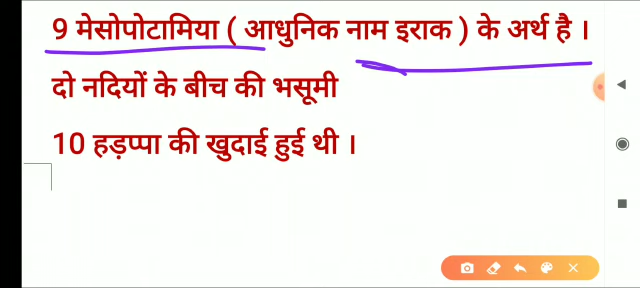 9 मेसोपोटामिया ( आधुनिक नाम इराक ) के अर्थ है ।
दो नदियों के बीच की भसूमी
10 हड़प्पा की खुदाई हुई थी ।